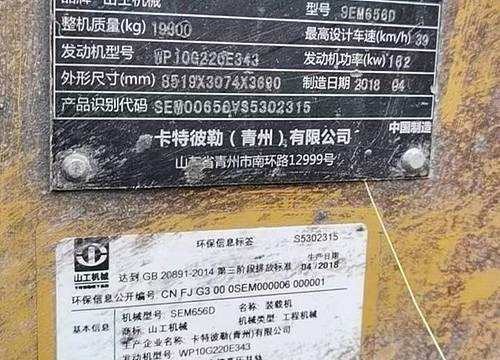 品牌 山工机械 型号 SEM656D
整机质量(kg) 19900 最高设计车速(km/h) 39
发动机型号 WP10G220E343 发动机功率(kw) 162
外形尺寸(mm) 8519X3074X3690 制造日期 2018 04
产品识别代码 SEM00656VS5302315
卡特彼勒（青州）有限公司 中国制造
山东省青州市南环路12999号
山工机械 环保信息标签 S5302315
生产日期
达到 GB 20891-2014 第三阶段排放标准 04/2018
环保信息公开编号: CN FJ G3 00 0SEM000006 000001
机械型号: SEM656D 名称: 装载机
商标: 山工机械 机械类型: 工程机械
生产企业名称: 卡特彼勒(青州)有限公司
发动机型号: WP10G220E343